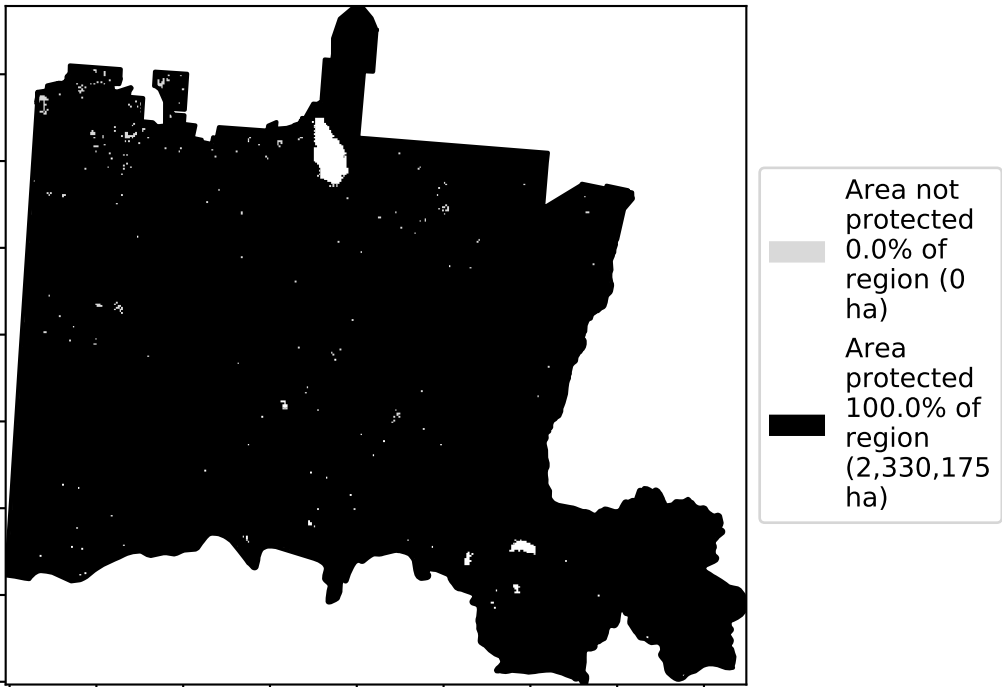 Area not
protected
0.0% of
region (0
ha)
Area
protected
100.0% of
region
(2,330,175
ha)